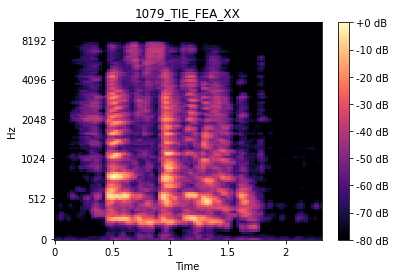 1079_TIE_FEA_XX
+0 dB
8192
-10 dB
4096
-20 dB
-30 dB
2048
Hz
-40 dB
1024
-50 dB
512
-60 dB
-70 dB
0
-80 dB
0 0.5 1 1.5 2
Time